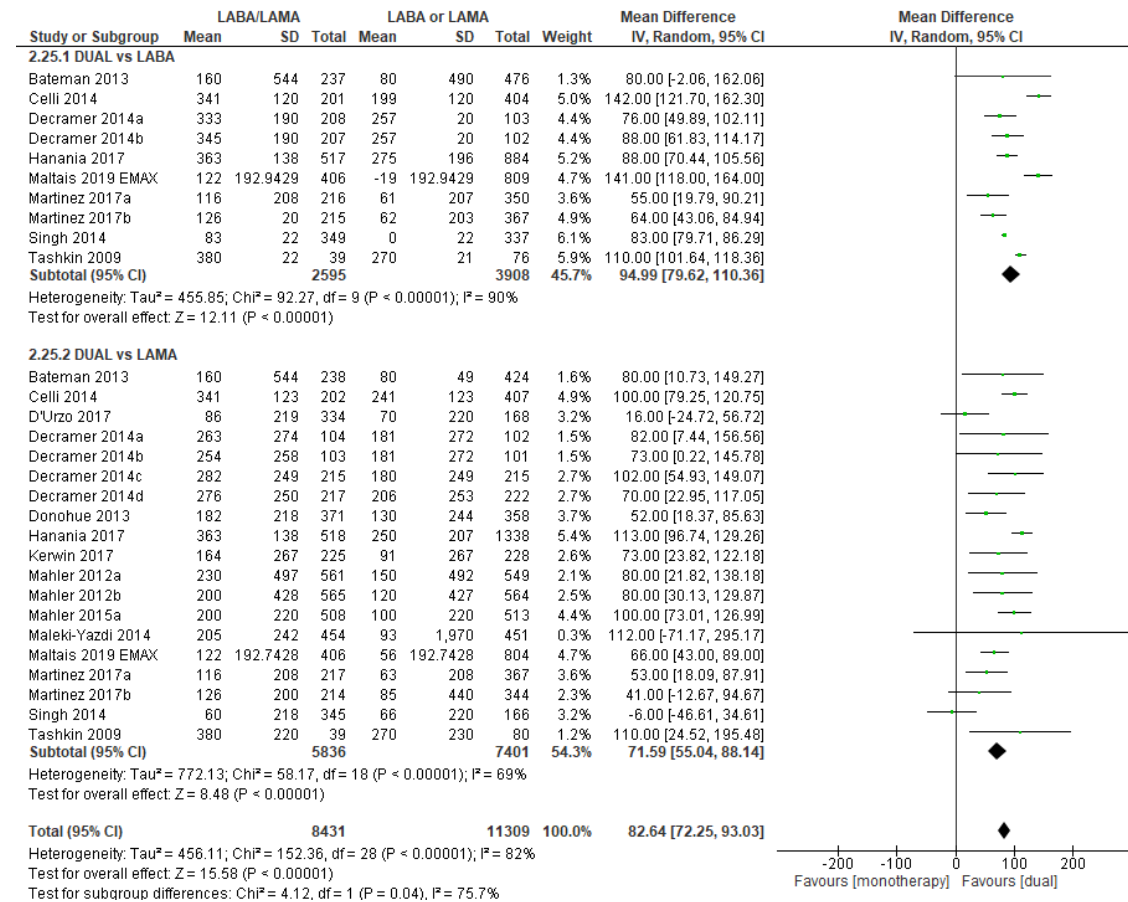 LABA/LAMA LABA or LAMA Mean Difference Mean Difference
Study or Subgroup Mean SD Total Mean SD Total Weight IV, Random, 95% CI IV, Random, 95% CI
2.25.1 DUAL vs LABA
Bateman 2013 160 544 237 80 490 476 1.3% 80.00 [-2.06, 162.06]
Celli 2014 341 120 201 199 120 404 5.0% 142.00 [121.70, 162.30]
Decramer 2014a 333 190 208 257 20 103 4.4% 76.00 [49.89, 102.11]
Decramer 2014b 345 190 207 257 20 102 4.4% 88.00 [61.83, 114.17]
Hanania 2017 363 138 517 275 196 884 5.2% 88.00 [70.44, 105.56]
Maltais 2019 EMAX 122 192.9429 406 -19 192.9429 809 4.7% 141.00 [118.00, 164.00]
Martinez 2017a 116 208 216 61 207 350 3.6% 55.00 [19.79, 90.21]
Martinez 2017b 126 20 215 62 203 367 4.9% 64.00 [43.06, 84.94]
Singh 2014 83 22 349 0 22 337 6.1% 83.00 [79.71, 86.29]
Tashkin 2009 380 22 39 270 21 76 5.9% 110.00 [101.64, 118.36]
Subtotal (95% CI) 2595 3908 45.7% 94.99 [79.62, 110.36]
Heterogeneity: Tau² = 455.85; Chi² = 92.27, df = 9 (P < 0.00001); I² = 90%
Test for overall effect: Z = 12.11 (P < 0.00001)
2.25.2 DUAL vs LAMA
Bateman 2013 160 544 238 80 49 424 1.6% 80.00 [10.73, 149.27]
Celli 2014 341 123 202 241 123 407 4.9% 100.00 [79.25, 120.75]
D'Urzo 2017 86 219 334 70 220 168 3.2% 16.00 [-24.72, 56.72]
Decramer 2014a 263 274 104 181 272 102 1.5% 82.00 [7.44, 156.56]
Decramer 2014b 254 258 103 181 272 101 1.5% 73.00 [0.22, 145.78]
Decramer 2014c 282 249 215 180 249 215 2.7% 102.00 [54.93, 149.07]
Decramer 2014d 276 250 217 206 253 222 2.7% 70.00 [22.95, 117.05]
Donohue 2013 182 218 371 130 244 358 3.7% 52.00 [18.37, 85.63]
Hanania 2017 363 138 518 250 207 1338 5.4% 113.00 [96.74, 129.26]
Kerwin 2017 164 267 225 91 267 228 2.6% 73.00 [23.82, 122.18]
Mahler 2012a 230 497 561 150 492 549 2.1% 80.00 [21.82, 138.18]
Mahler 2012b 200 428 565 120 427 564 2.5% 80.00 [30.13, 129.87]
Mahler 2015a 200 220 508 100 220 513 4.4% 100.00 [73.01, 126.99]
Maleki-Yazdi 2014 205 242 454 93 1,970 451 0.3% 112.00 [-71.17, 295.17]
Maltais 2019 EMAX 122 192.7428 406 56 192.7428 804 4.7% 66.00 [43.00, 89.00]
Martinez 2017a 116 208 217 63 208 367 3.6% 53.00 [18.09, 87.91]
Martinez 2017b 126 200 214 85 440 344 2.3% 41.00 [-12.67, 94.67]
Singh 2014 60 218 345 66 220 166 3.2% -6.00 [-46.61, 34.61]
Tashkin 2009 380 220 39 270 230 80 1.2% 110.00 [24.52, 195.48]
Subtotal (95% CI) 5836 7401 54.3% 71.59 [55.04, 88.14]
Heterogeneity: Tau² = 772.13; Chi² = 58.17, df = 18 (P < 0.00001); I² = 69%
Test for overall effect: Z = 8.48 (P < 0.00001)
Total (95% CI) 8431 11309 100.0% 82.64 [72.25, 93.03]
Heterogeneity: Tau² = 456.11; Chi² = 152.36, df = 28 (P < 0.00001); I² = 82%
Test for overall effect: Z = 15.58 (P < 0.00001)
Test for subgroup differences: Chi² = 4.12, df = 1 (P = 0.04), I² = 75.7%
-200 -100 0 100 200
Favours [monotherapy] Favours [dual]